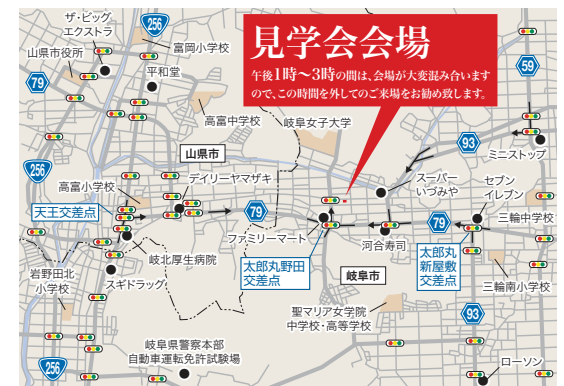 見学会会場
午後1時〜3時の間は、会場が大変混み合います
ので、この時間を外してのご来場をお勧め致します。
ザ・ビッグ
エクストラ
256
富岡小学校
山県市役所
平和堂
79
59
高富中学校
岐阜女子大学
93
ミニストップ
山県市
256
高富小学校
デイリーヤマザキ
スーパー
いづみや
セブン
イレブン
天王交差点
79
79
三輪中学校
ファミリーマート
河合寿司
岐北厚生病院
太郎丸野田
交差点
岐阜市
太郎丸
新屋敷
交差点
岩野田北
小学校
スギドラッグ
三輪南小学校
聖マリア女学院
中学校・高等学校
93
岐阜県警察本部
自動車運転免許試験場
256
ローソン